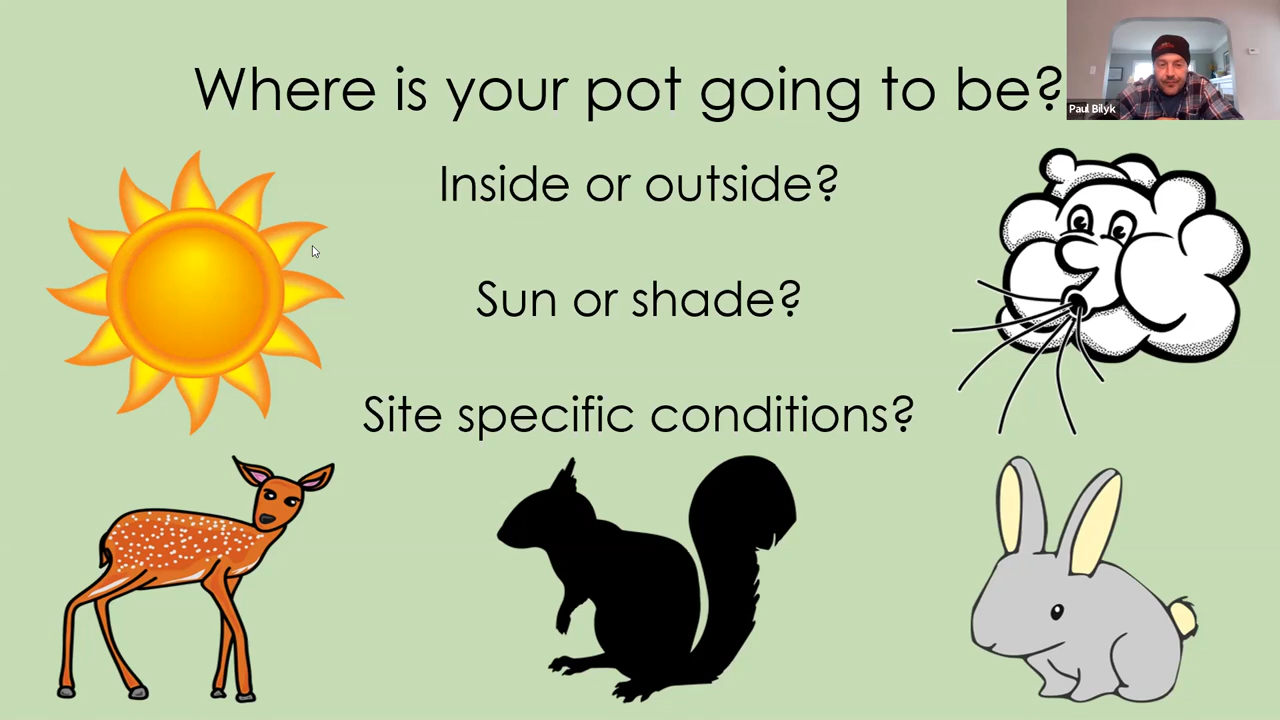 Where is your pot going to be?
Paul Bilyk
Inside or outside?
Sun or shade?
Site specific conditions?